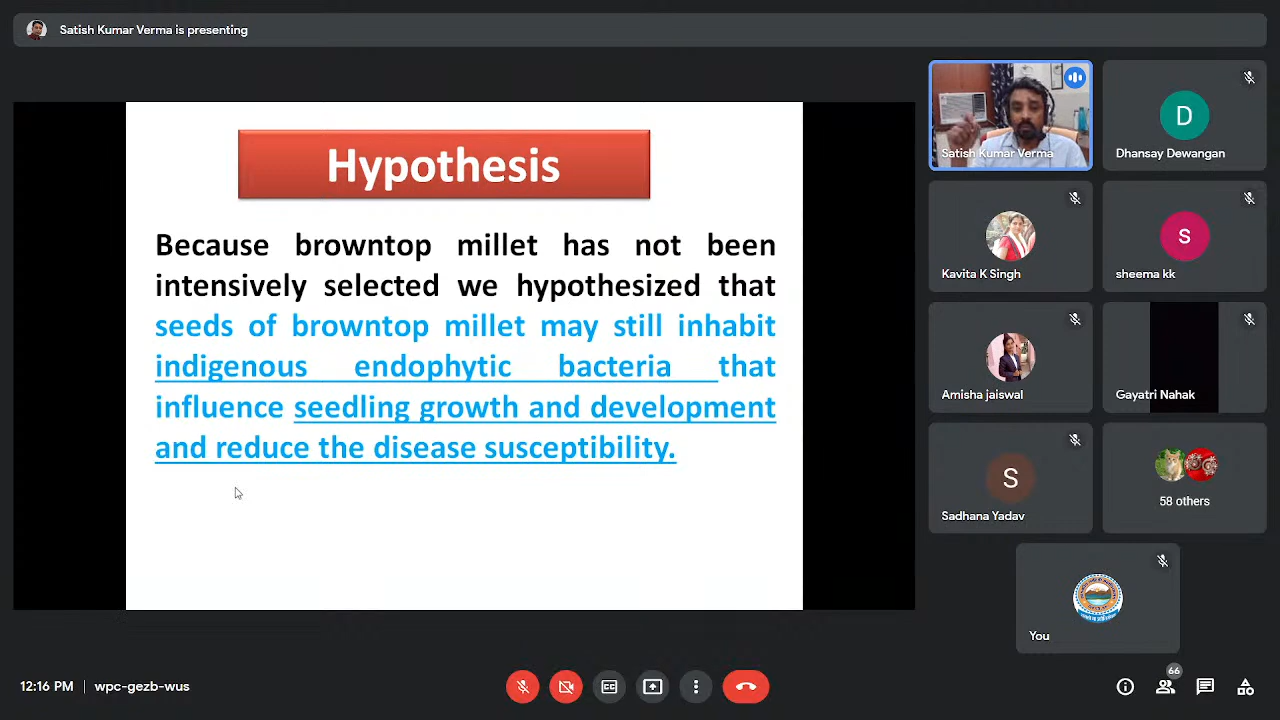 Satish Kumar Verma is presenting
Hypothesis
Because browntop millet has not been
intensively selected we hypothesized that
seeds of browntop millet may still inhabit
indigenous endophytic bacteria that
influence seedling growth and development
and reduce the disease susceptibility.
Satish Kumar Verma
D
Dhansay Dewangan
Kavita K Singh
S
sheema kk
Amisha jaiswal
Gayatri Nahak
S
Sadhana Yadav
58 others
You
12:16 PM | wpc-gezb-wus
CC
66